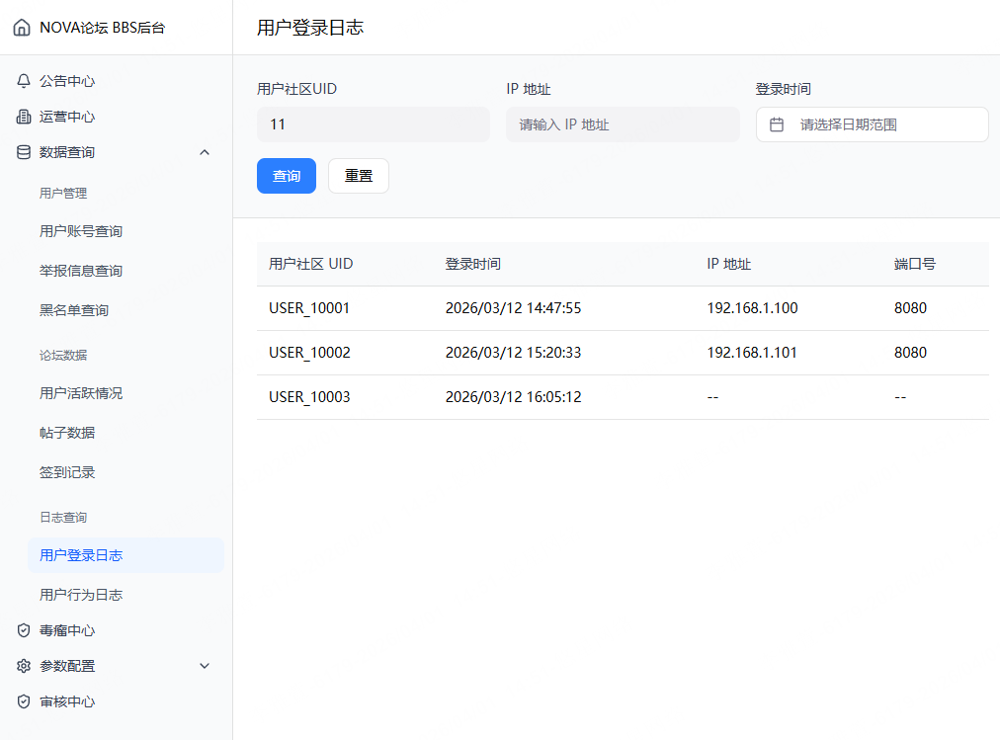 NOVA论坛 BBS后台
公告中心
运营中心
数据查询
用户管理
用户账号查询
举报信息查询
黑名单查询
论坛数据
用户活跃情况
帖子数据
签到记录
日志查询
用户登录日志
用户行为日志
毒瘤中心
参数配置
审核中心
用户登录日志
用户社区UID IP 地址 登录时间
11 请输入 IP 地址 请选择日期范围
查询 重置
用户社区 UID 登录时间 IP 地址 端口号
USER_10001 2026/03/12 14:47:55 192.168.1.100 8080
USER_10002 2026/03/12 15:20:33 192.168.1.101 8080
USER_10003 2026/03/12 16:05:12 -- --